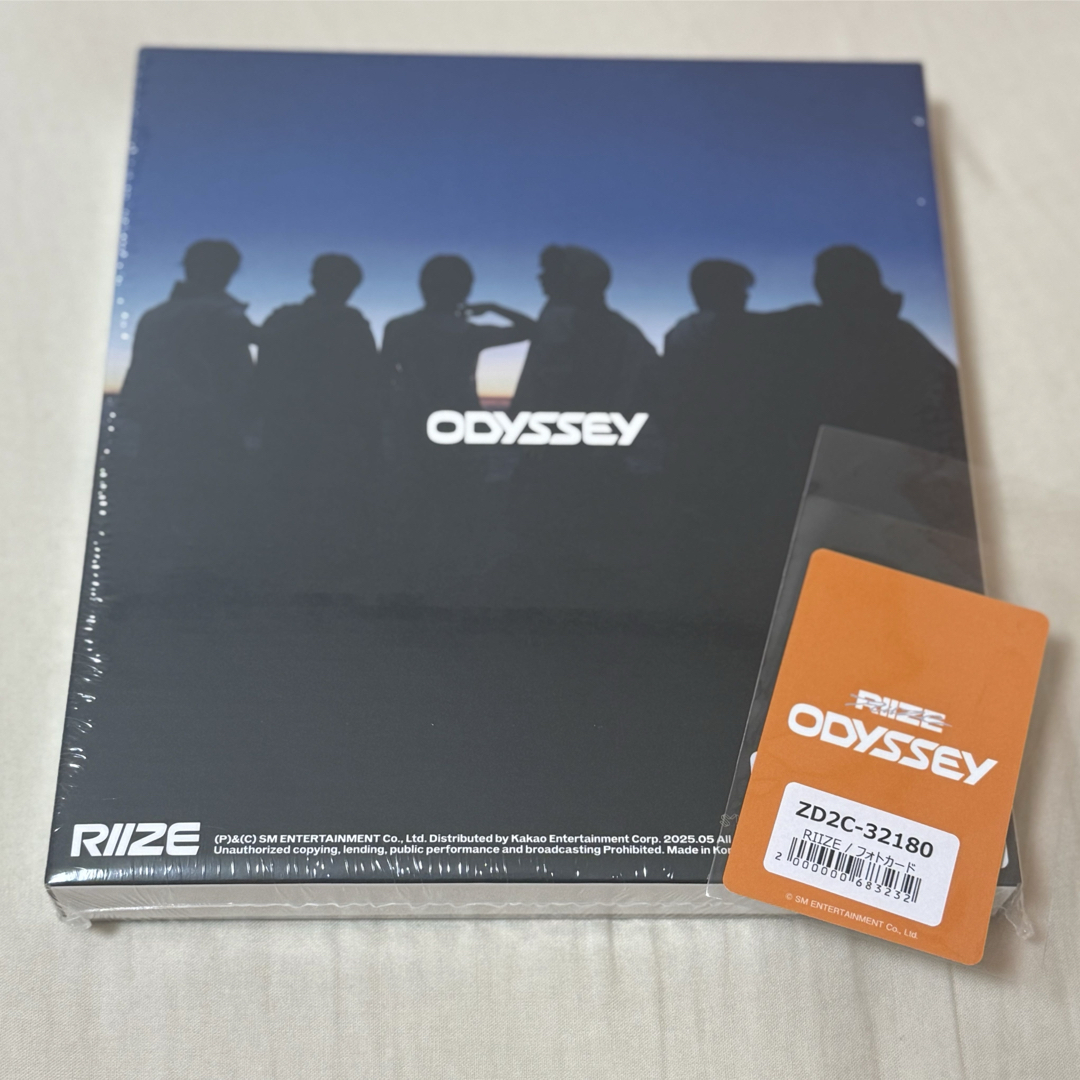 ODYSSEY
RIIZE
(P)&(C) SM ENTERTAINMENT Co., Ltd. Distributed by Kakao Entertainment Corp. 2025.05 All
Unauthorized copying, lending, public performance and broadcasting Prohibited. Made in
RIIZE
ODYSSEY
ZD2C-32180
RIIZE / フォトカード
2 000000 683232
© SM ENTERTAINMENT Co., Ltd.